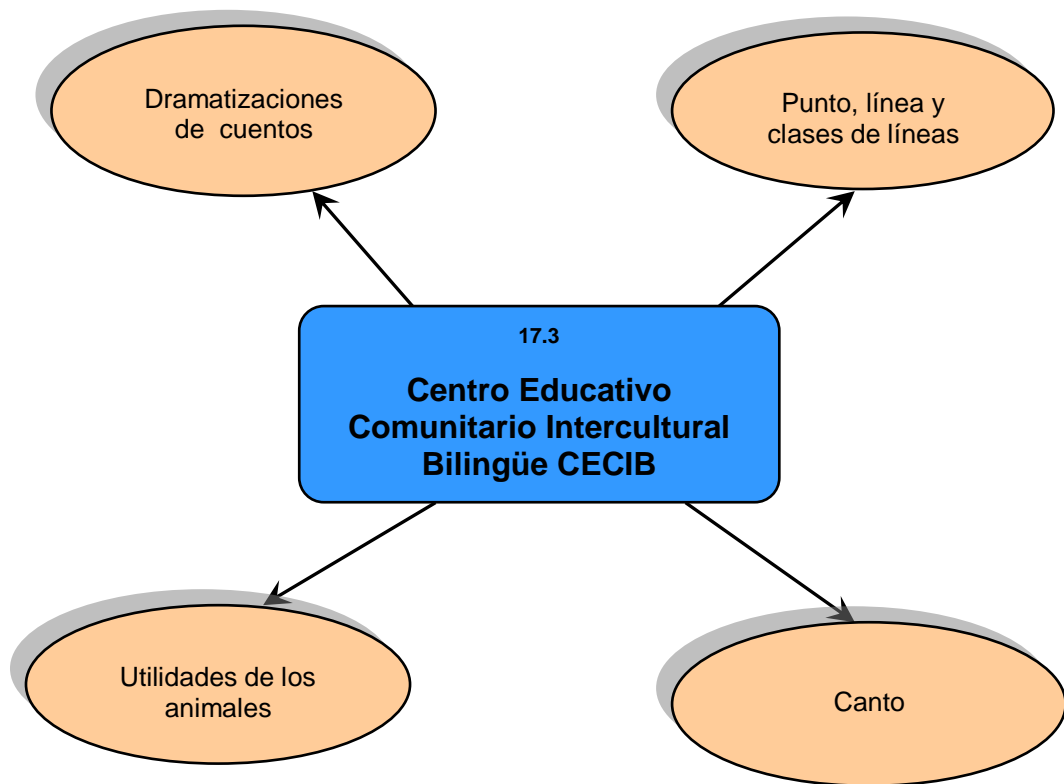 Dramatizaciones
de cuentos
Punto, línea y
clases de líneas
17.3
Centro Educativo
Comunitario Intercultural
Bilingüe CECIB
Utilidades de los
animales
Canto